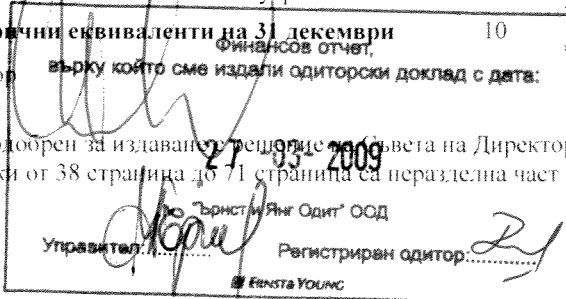 ични еквиваленти на 31 декември 10
Финансов отчет,
върху който сме издали одиторски доклад с дата:
ор
добрен за издаване с решение на Съвета на Директор
27 -03- 2009
ки от 38 страница до 71 страница са неразделна част
"Ърнст и Янг Одит" ООД
Управител: Регистриран одитор:
ERNST & YOUNG